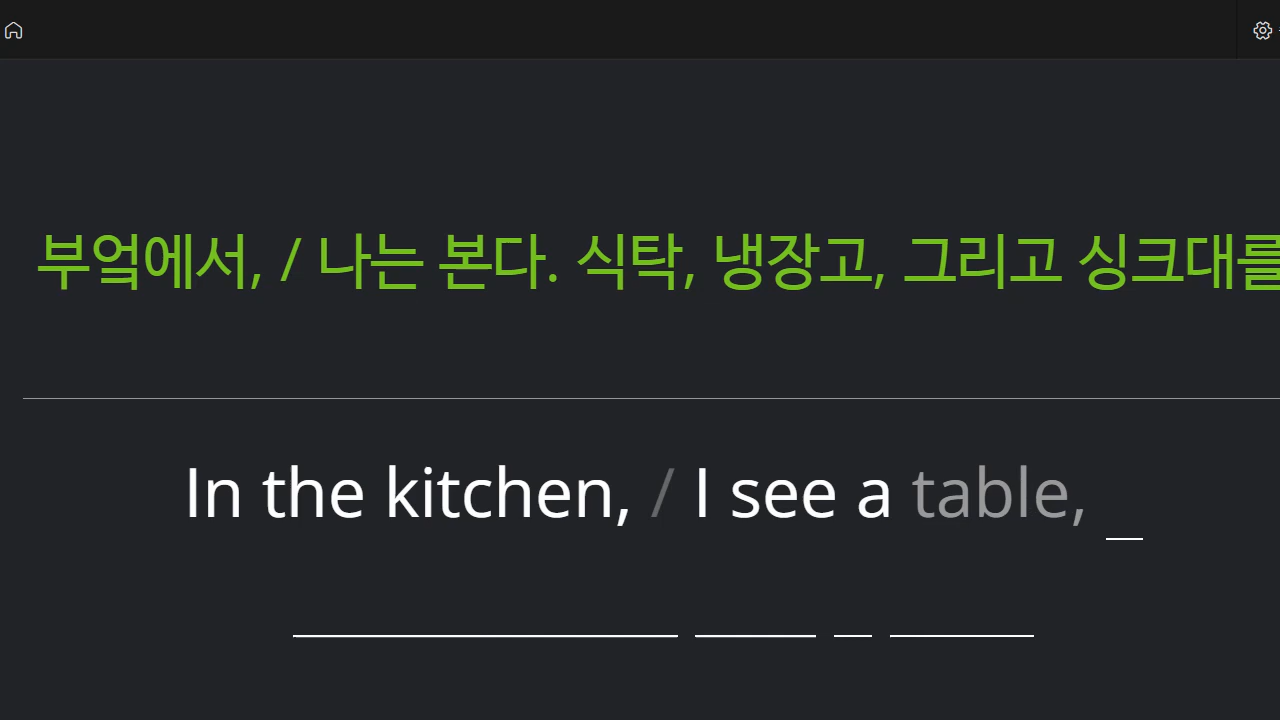 부엌에서, / 나는 본다. 식탁, 냉장고, 그리고 싱크대를
In the kitchen, / I see a table,